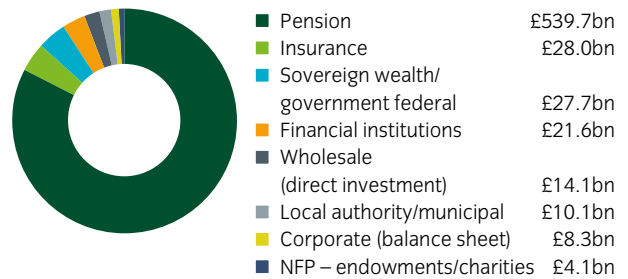 Pension £539.7bn
Insurance £28.0bn
Sovereign wealth/
government federal £27.7bn
Financial institutions £21.6bn
Wholesale
(direct investment) £14.1bn
Local authority/municipal £10.1bn
Corporate (balance sheet) £8.3bn
NFP – endowments/charities £4.1bn